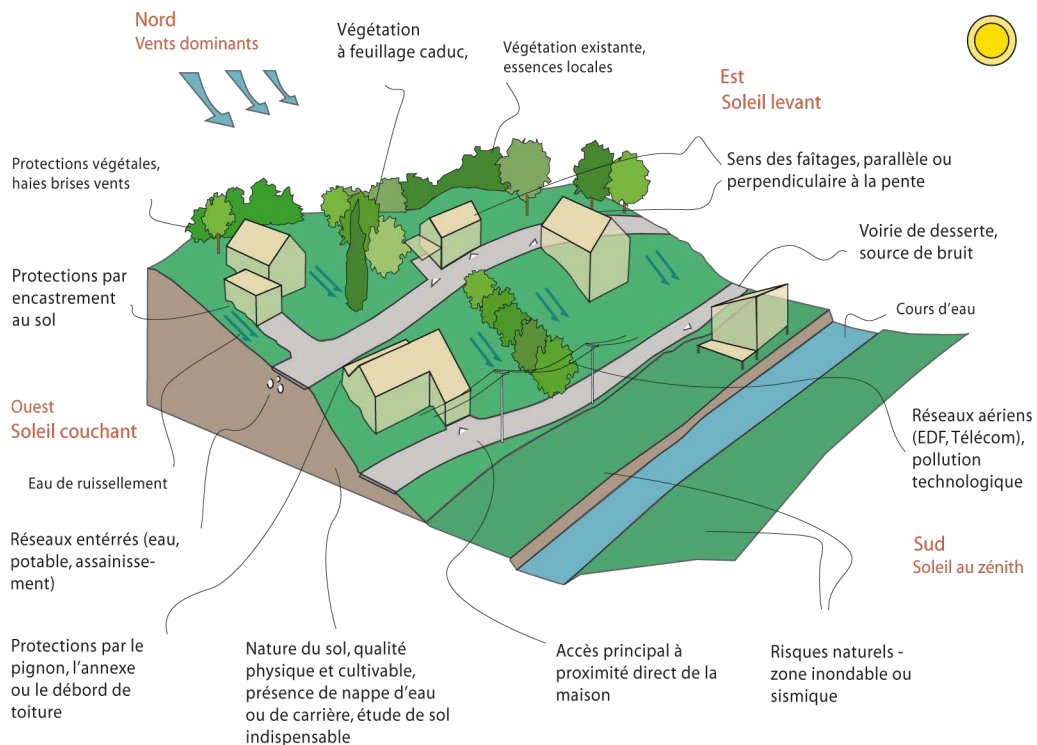 Nord
Vents dominants
Végétation
à feuillage caduc,
Végétation existante,
essences locales
Est
Soleil levant
Protections végétales,
haies brises vents
Sens des faîtages, parallèle ou
perpendiculaire à la pente
Voirie de desserte,
source de bruit
Protections par
encastrement
au sol
Cours d’eau
Ouest
Soleil couchant
Réseaux aériens
(EDF, Télécom),
pollution
technologique
Eau de ruissellement
Réseaux entérrés (eau,
potable, assainisse-
ment)
Sud
Soleil au zénith
Protections par le
pignon, l’annexe
ou le débord de
toiture
Nature du sol, qualité
physique et cultivable,
présence de nappe d’eau
ou de carrière, étude de sol
indispensable
Accès principal à
proximité direct de la
maison
Risques naturels -
zone inondable ou
sismique